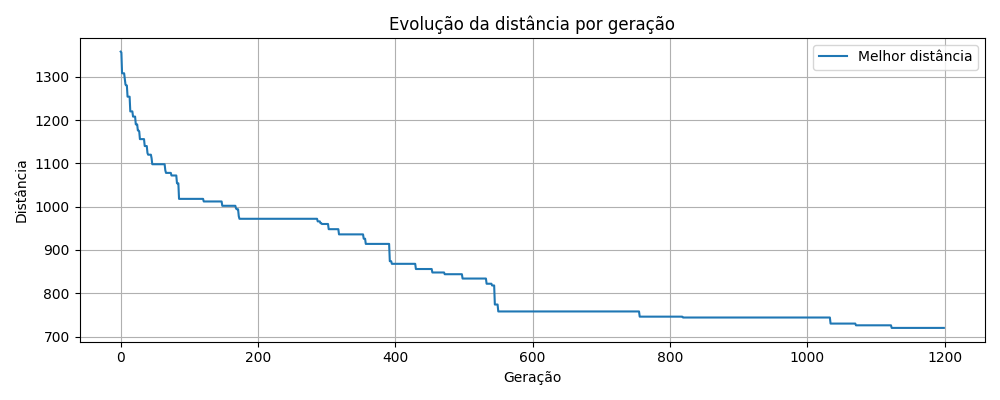 Evolução da distância por geração
Melhor distância
Distância
1300
1200
1100
1000
900
800
700
0 200 400 600 800 1000 1200
Geração